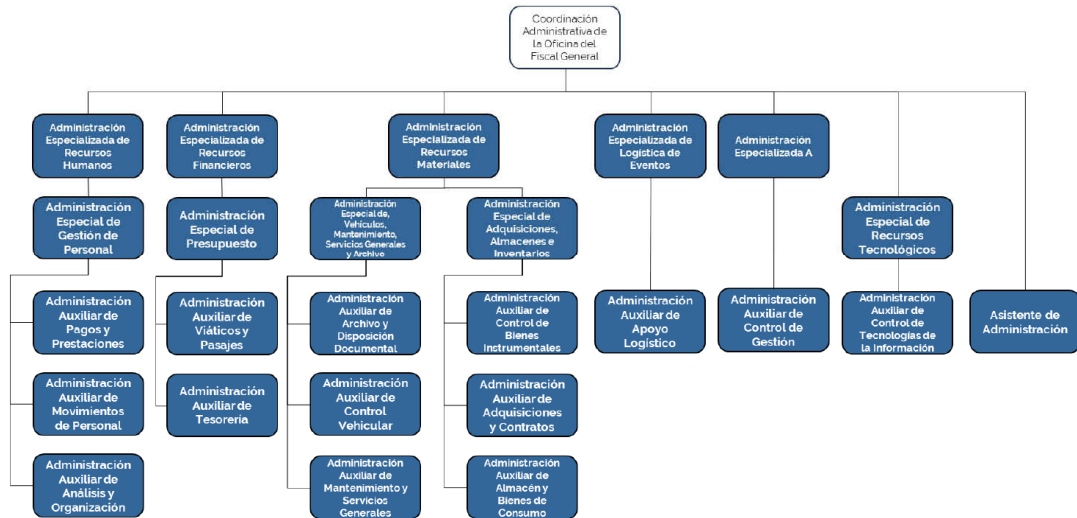 Coordinación
Administrativa de
la Oficina del
Fiscal General
Administración
Especializada de
Recursos
Humanos
Administración
Especializada de
Recursos
Financieros
Administración
Especializada de
Recursos
Materiales
Administración
Especializada de
Logística de
Eventos
Administración
Especializada A
Administración
Especial de
Gestión de
Personal
Administración
Especial de
Presupuesto
Administración
Especial de,
Vehículos,
Mantenimiento,
Servicios Generales
y Archivo
Administración
Especial de
Adquisiciones,
Almacenes e
Inventarios
Administración
Especial de
Recursos
Tecnológicos
Administración
Auxiliar de
Pagos y
Prestaciones
Administración
Auxiliar de
Viáticos y
Pasajes
Administración
Auxiliar de
Archivo y
Disposición
Documental
Administración
Auxiliar de
Control de
Bienes
Instrumentales
Administración
Auxiliar de
Apoyo
Logístico
Administración
Auxiliar de
Control de
Gestión
Administración
Auxiliar de
Control de
Tecnologías de
la Información
Asistente de
Administración
Administración
Auxiliar de
Movimientos
de Personal
Administración
Auxiliar de
Tesorería
Administración
Auxiliar de
Control
Vehicular
Administración
Auxiliar de
Adquisiciones
y Contratos
Administración
Auxiliar de
Análisis y
Organización
Administración
Auxiliar de
Mantenimiento y
Servicios
Generales
Administración
Auxiliar de
Almacén y
Bienes de
Consumo